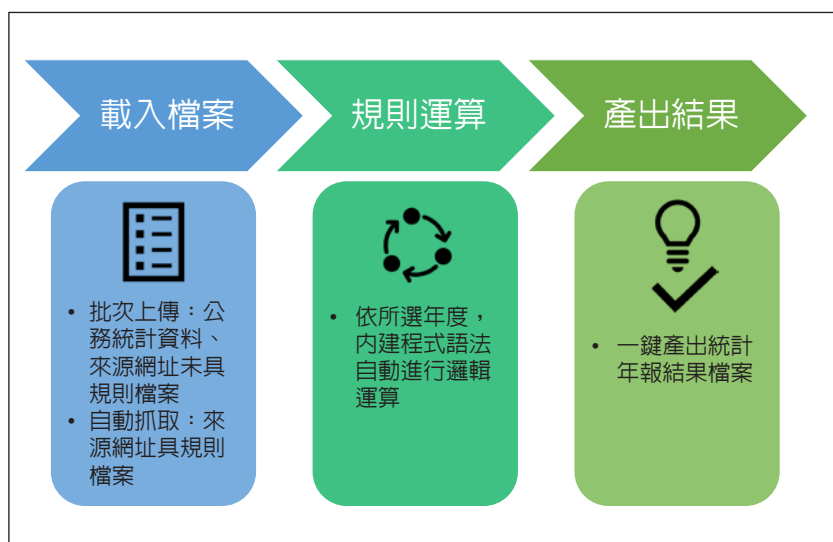 載入檔案
規則運算
產出結果
• 批次上傳：公
務統計資料、
來源網址未具
規則檔案
• 自動抓取：來
源網址具規則
檔案
• 依所選年度，
內建程式語法
自動進行邏輯
運算
• 一鍵產出統計
年報結果檔案